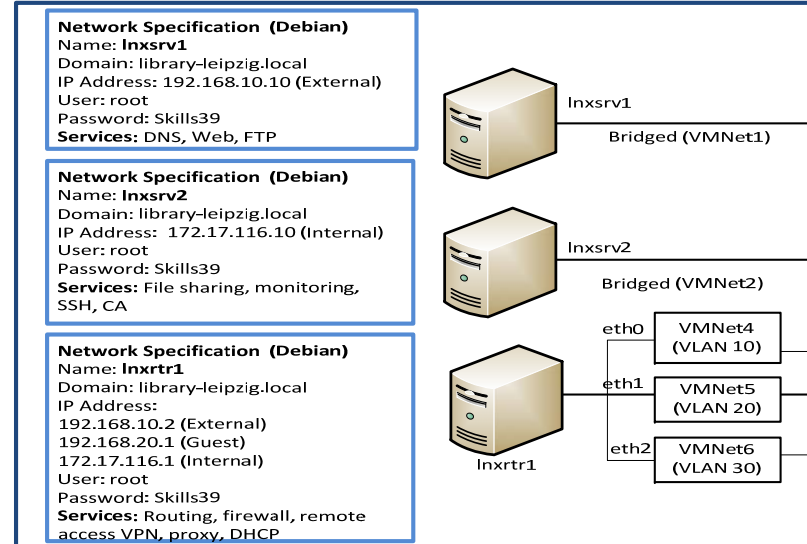 Network Specification (Debian)
Name: lnxsrv1
Domain: library-leipzig.local
IP Address: 192.168.10.10 (External)
User: root
Password: Skills39
Services: DNS, Web, FTP
lnxsrv1
Bridged (VMNet1)
Network Specification (Debian)
Name: lnxsrv2
Domain: library-leipzig.local
IP Address: 172.17.116.10 (Internal)
User: root
Password: Skills39
Services: File sharing, monitoring,
SSH, CA
lnxsrv2
Bridged (VMNet2)
Network Specification (Debian)
Name: lnxrtr1
Domain: library-leipzig.local
IP Address:
192.168.10.2 (External)
192.168.20.1 (Guest)
172.17.116.1 (Internal)
User: root
Password: Skills39
Services: Routing, firewall, remote
access VPN, proxy, DHCP
lnxrtr1
eth0
VMNet4
(VLAN 10)
eth1
VMNet5
(VLAN 20)
eth2
VMNet6
(VLAN 30)